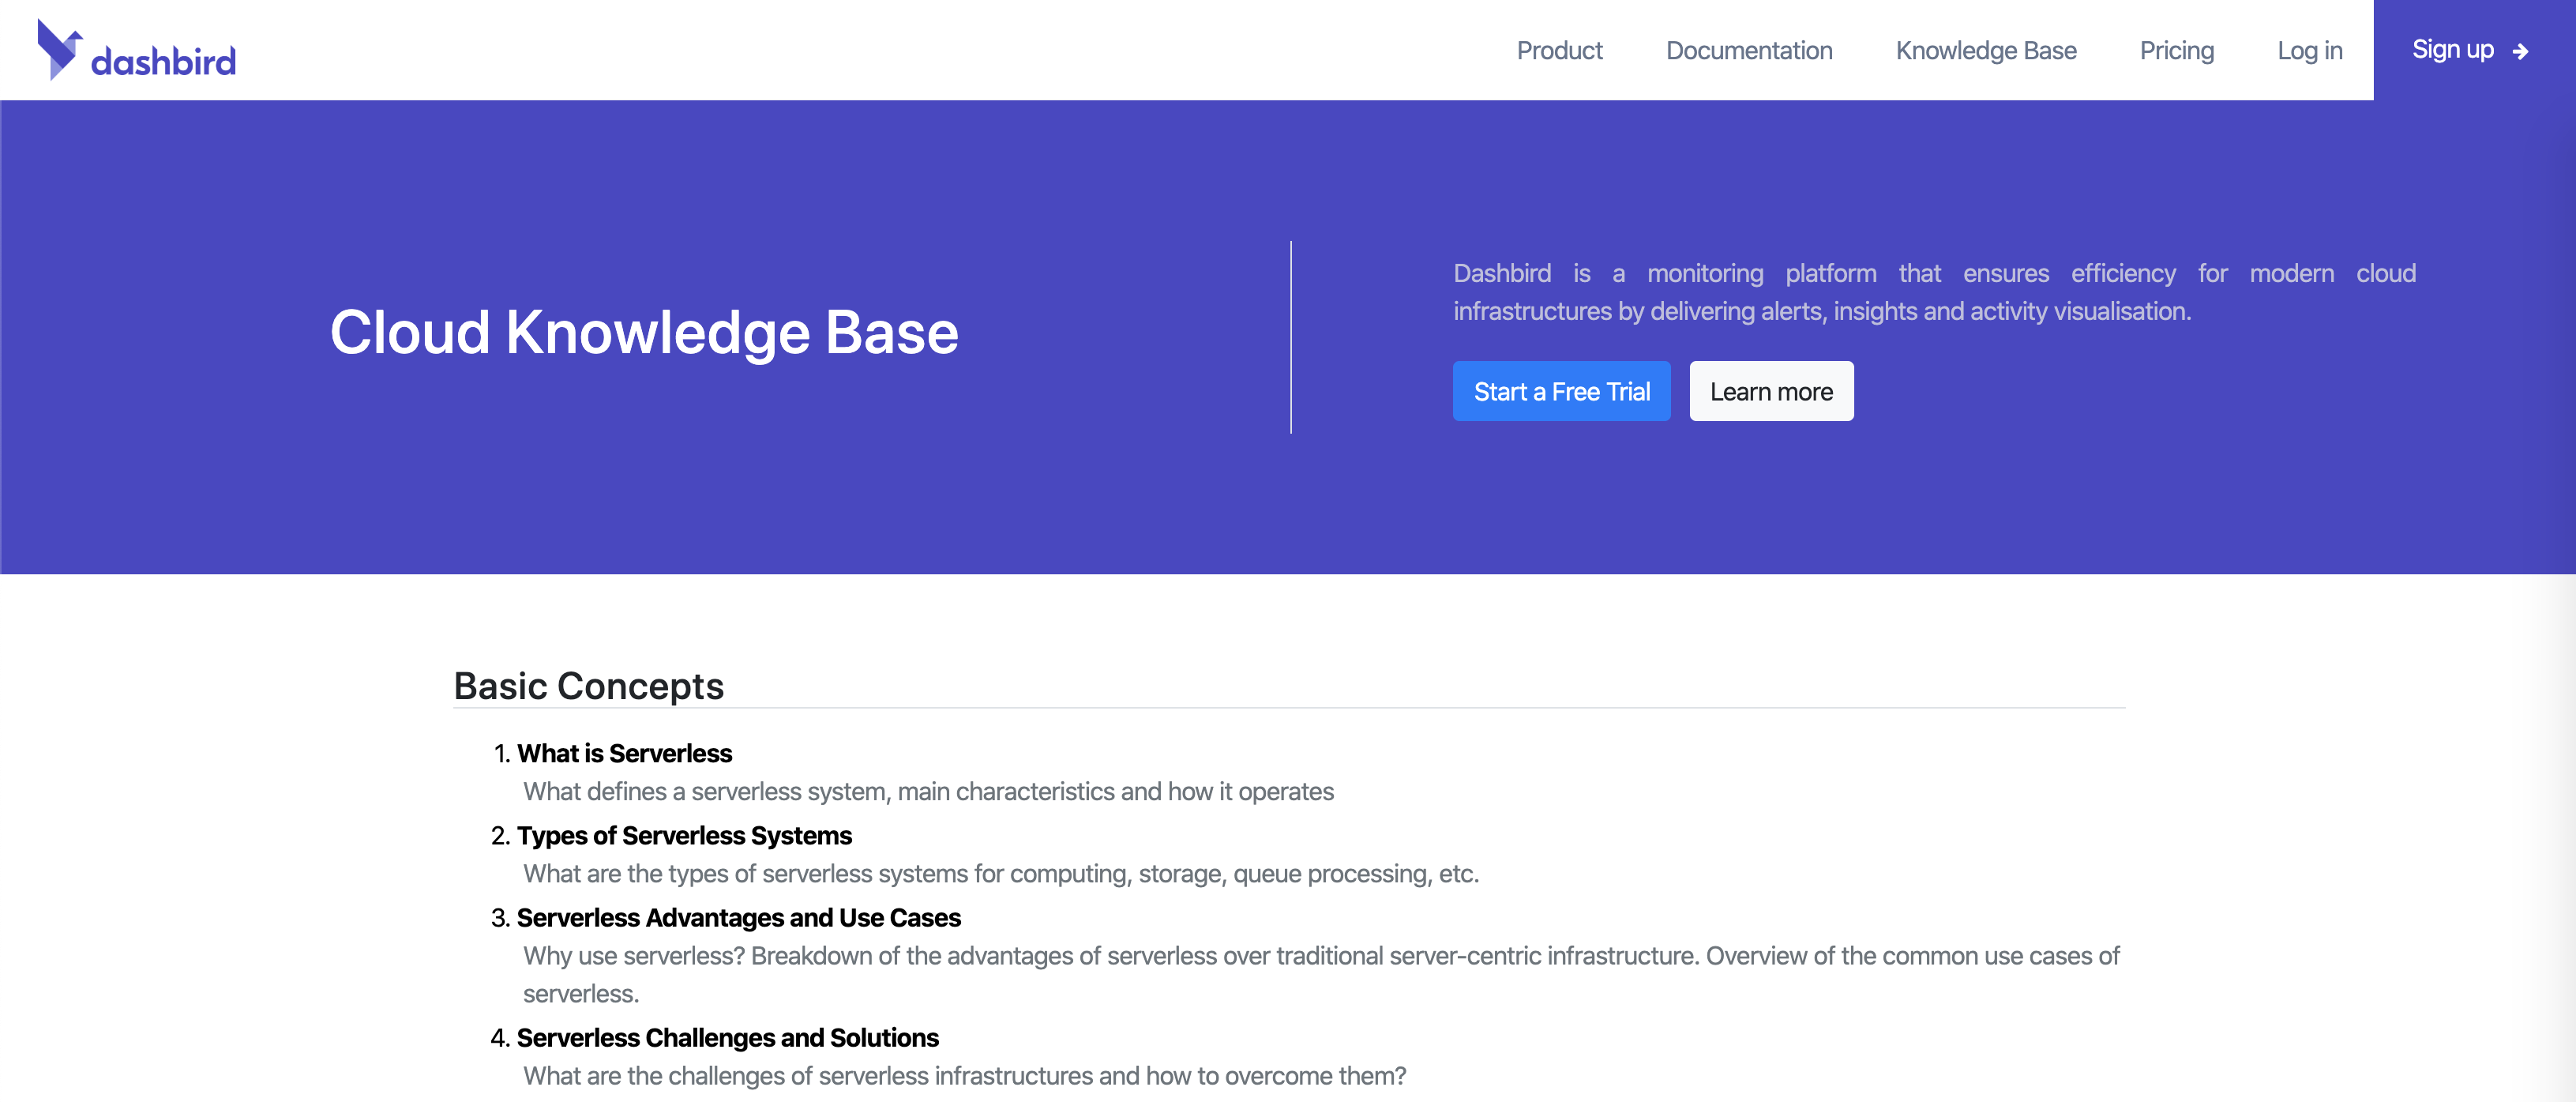 dashbird
Product
Documentation
Knowledge Base
Pricing
Log in
Sign up →
Cloud Knowledge Base
Dashbird is a monitoring platform that ensures efficiency for modern cloud
infrastructures by delivering alerts, insights and activity visualisation.
Start a Free Trial
Learn more
Basic Concepts
1. What is Serverless
What defines a serverless system, main characteristics and how it operates
2. Types of Serverless Systems
What are the types of serverless systems for computing, storage, queue processing, etc.
3. Serverless Advantages and Use Cases
Why use serverless? Breakdown of the advantages of serverless over traditional server-centric infrastructure. Overview of the common use cases of
serverless.
4. Serverless Challenges and Solutions
What are the challenges of serverless infrastructures and how to overcome them?